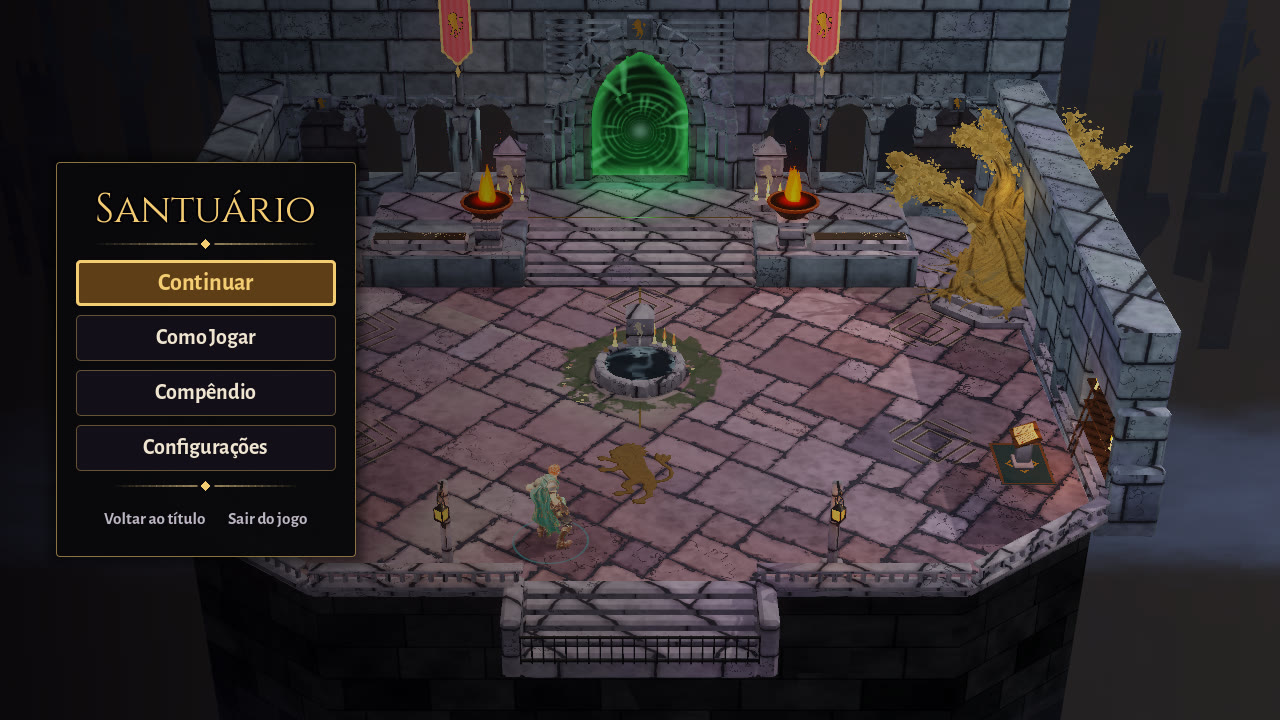 Santuário
Continuar
Como Jogar
Compêndio
Configurações
Voltar ao título Sair do jogo